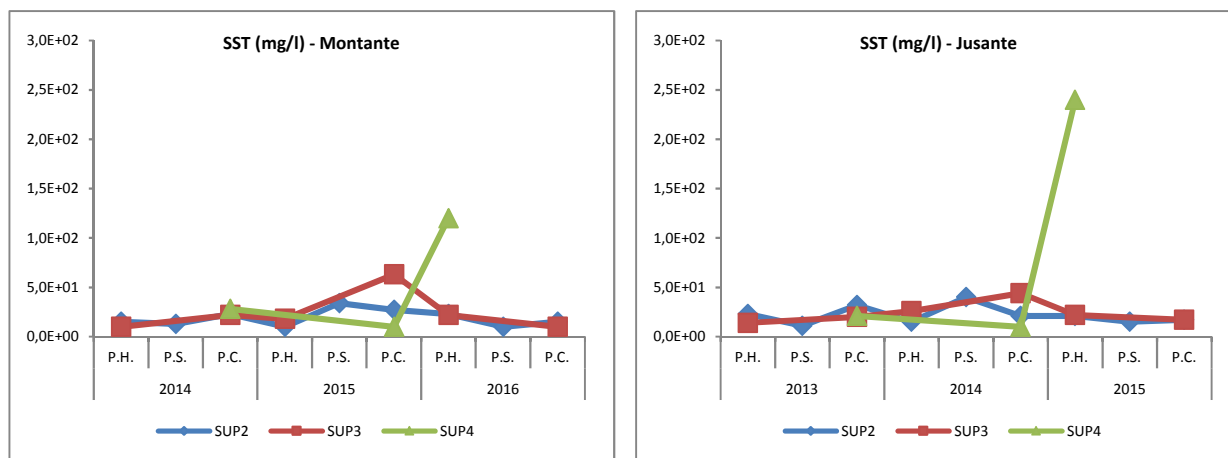 SST (mg/l) - Montante
3,0E+02
2,5E+02
2,0E+02
1,5E+02
1,0E+02
5,0E+01
0,0E+00
P.H. P.S. P.C. P.H. P.S. P.C. P.H. P.S. P.C.
2014 2015 2016
SUP2 SUP3 SUP4
SST (mg/l) - Jusante
3,0E+02
2,5E+02
2,0E+02
1,5E+02
1,0E+02
5,0E+01
0,0E+00
P.H. P.S. P.C. P.H. P.S. P.C. P.H. P.S. P.C.
2013 2014 2015
SUP2 SUP3 SUP4